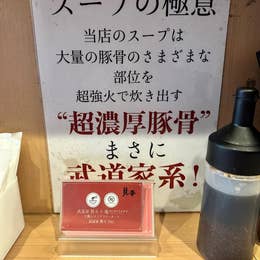 スープの極意
当店のスープは
大量の豚骨のさまざまな
部位を
超強火で炊き出す
“超濃厚豚骨”
まさに
武道家系!